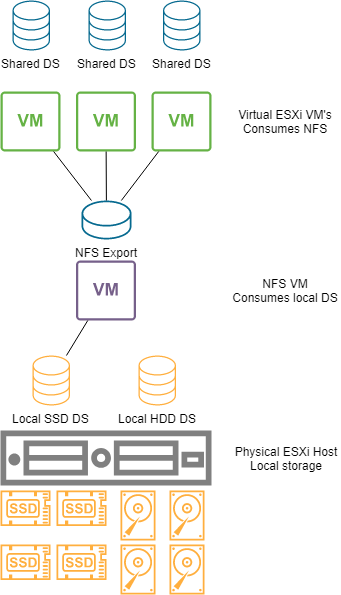 Shared DS
Shared DS
Shared DS
VM
VM
VM
Virtual ESXi VM's
Consumes NFS
NFS Export
VM
NFS VM
Consumes local DS
Local SSD DS
Local HDD DS
Physical ESXi Host
Local storage
SSD
SSD
SSD
SSD